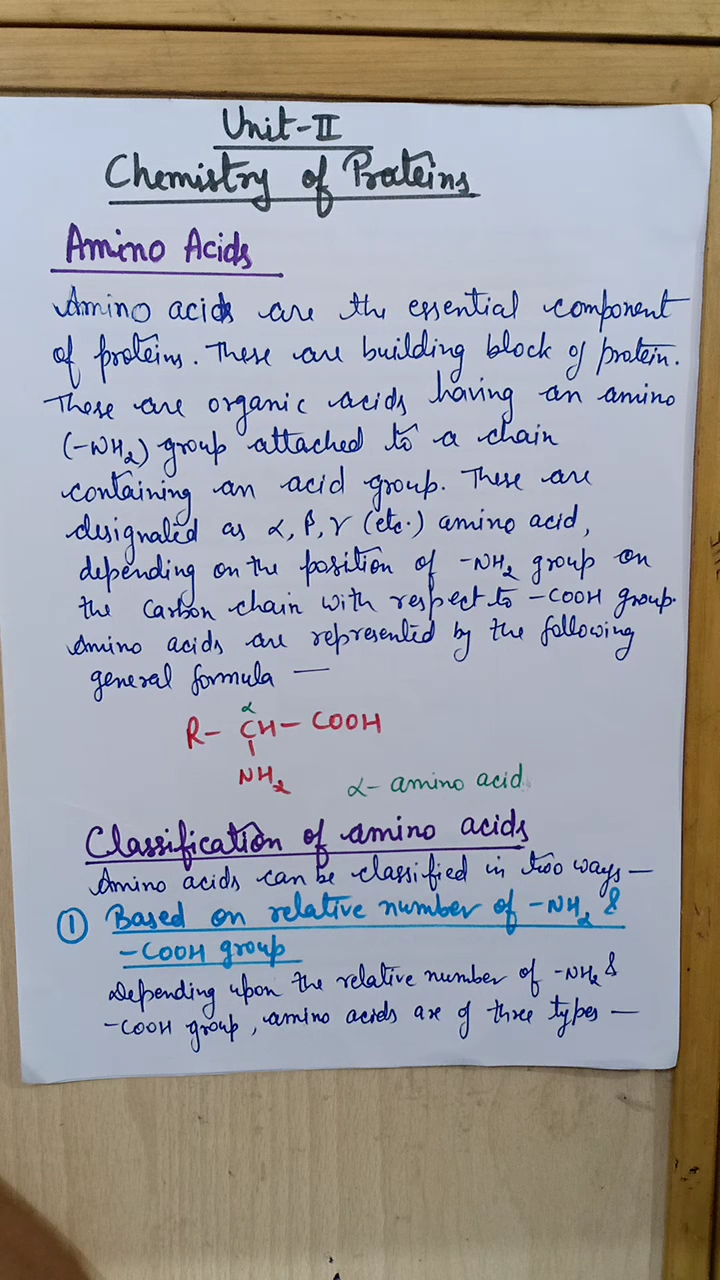 Unit-II
Chemistry of Proteins
Amino Acids
Amino acids are the essential component
of proteins. These are building block of protein.
These are organic acids having an amino
(-NH₂) group attached to a chain
containing an acid group. These are
designated as α, β, γ (etc.) amino acid,
depending on the position of -NH₂ group on
the carbon chain with respect to -COOH group.
Amino acids are represented by the following
general formula —
α
R- CH- COOH
NH₂
α- amino acid
Classification of amino acids
Amino acids can be classified in two ways —
① Based on relative number of -NH₂ &
-COOH group
Depending upon the relative number of -NH₂ &
-COOH group, amino acids are of three types —